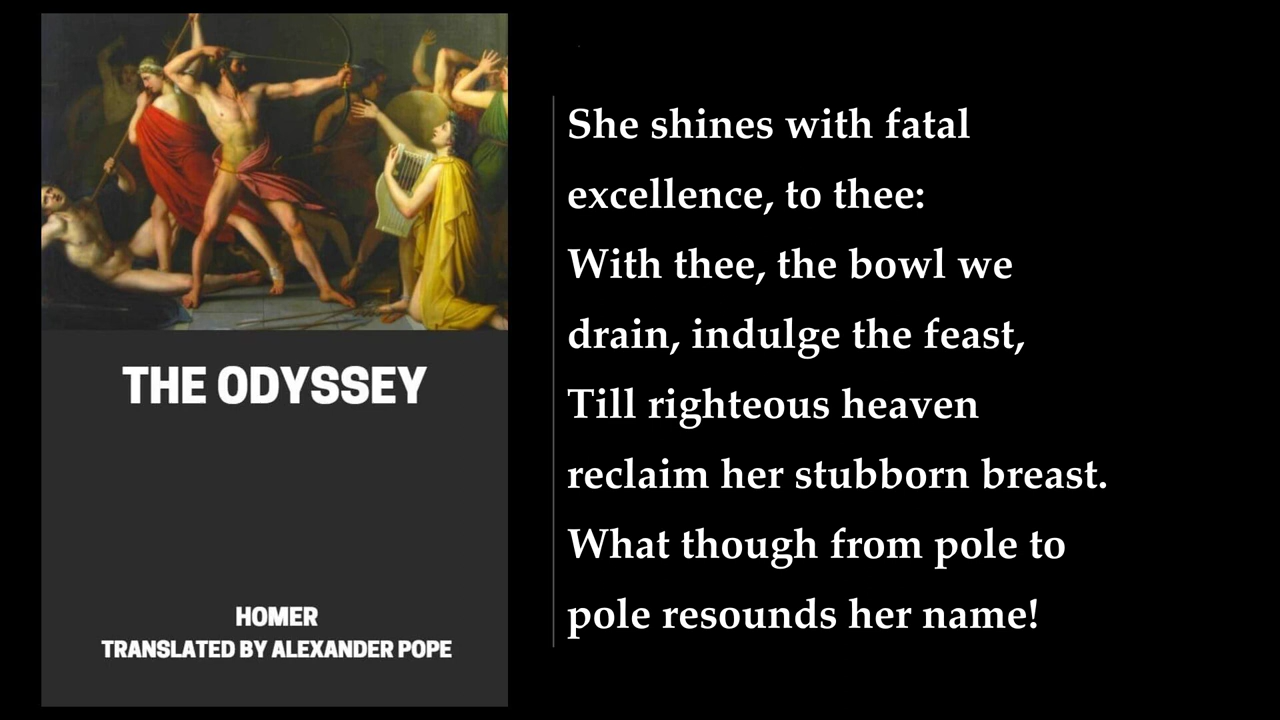 THE ODYSSEY
HOMER
TRANSLATED BY ALEXANDER POPE
She shines with fatal
excellence, to thee:
With thee, the bowl we
drain, indulge the feast,
Till righteous heaven
reclaim her stubborn breast.
What though from pole to
pole resounds her name!